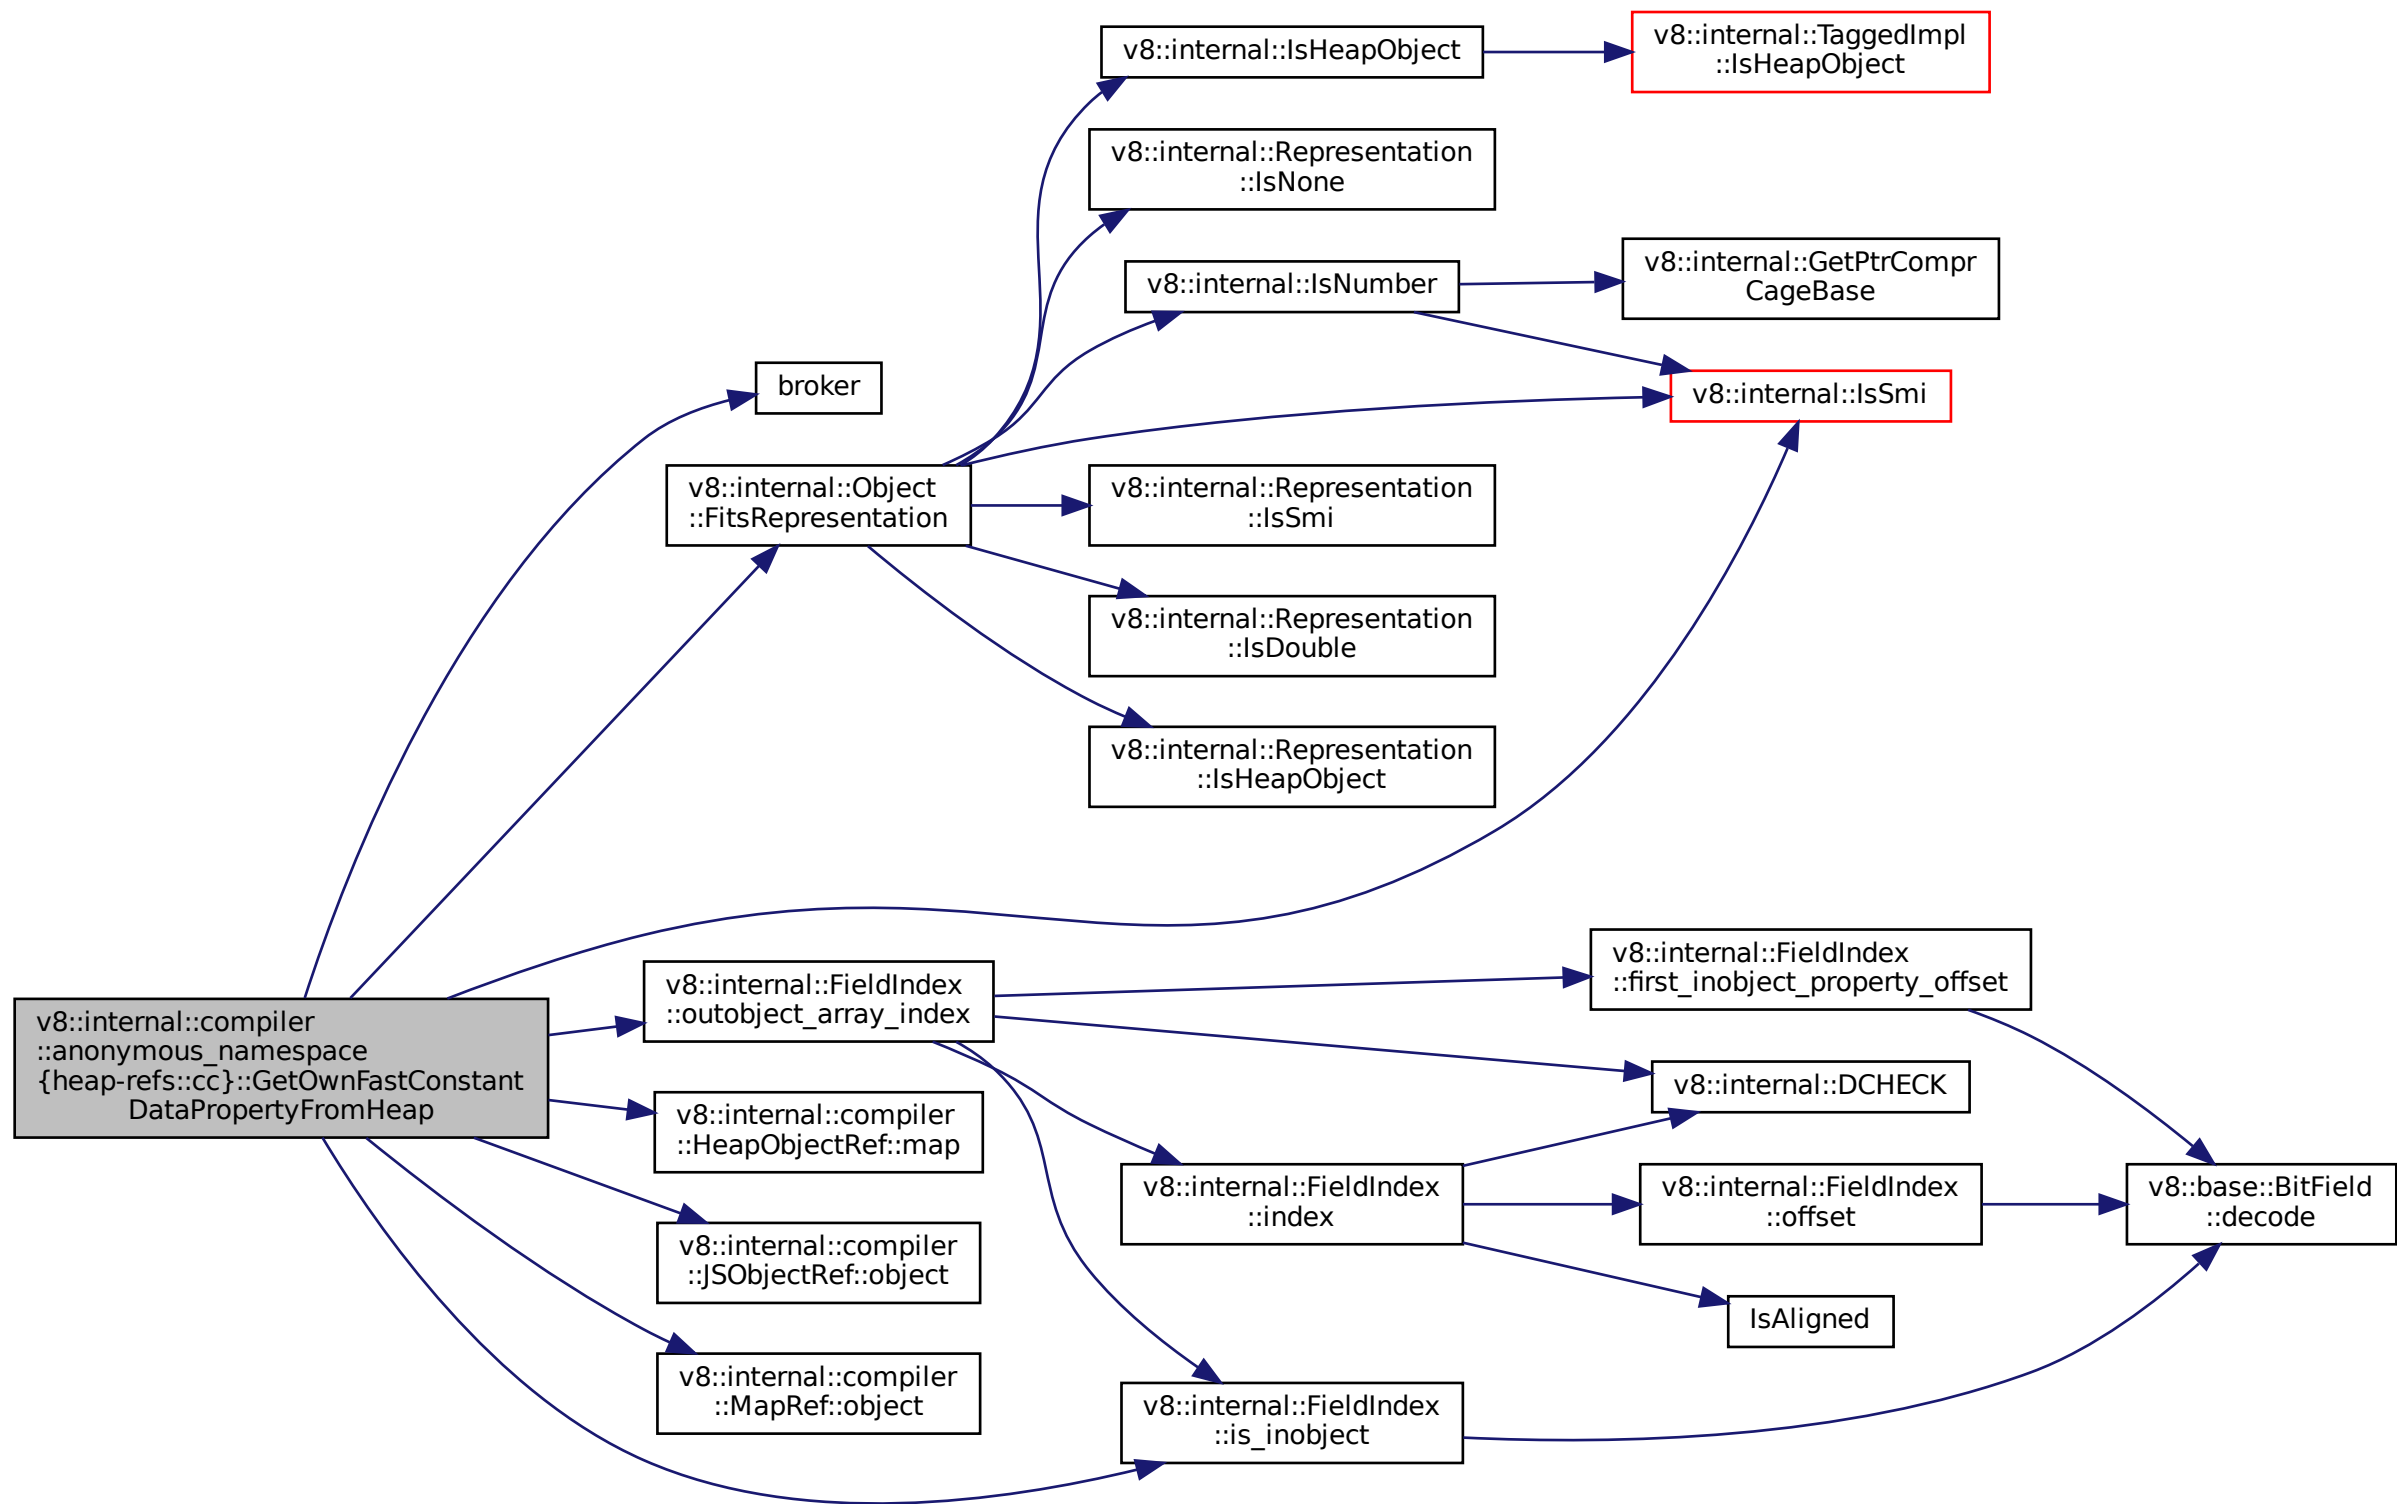 v8::internal::IsHeapObject
v8::internal::TaggedImpl
::IsHeapObject
v8::internal::Representation
::IsNone
v8::internal::IsNumber
v8::internal::GetPtrCompr
CageBase
broker
v8::internal::IsSmi
v8::internal::Object
::FitsRepresentation
v8::internal::Representation
::IsSmi
v8::internal::Representation
::IsDouble
v8::internal::Representation
::IsHeapObject
v8::internal::compiler
::anonymous_namespace
{heap-refs::cc}::GetOwnFastConstant
DataPropertyFromHeap
v8::internal::FieldIndex
::outobject_array_index
v8::internal::FieldIndex
::first_inobject_property_offset
v8::internal::DCHECK
v8::internal::compiler
::HeapObjectRef::map
v8::internal::FieldIndex
::index
v8::internal::FieldIndex
::offset
v8::base::BitField
::decode
v8::internal::compiler
::JSObjectRef::object
IsAligned
v8::internal::compiler
::MapRef::object
v8::internal::FieldIndex
::is_inobject